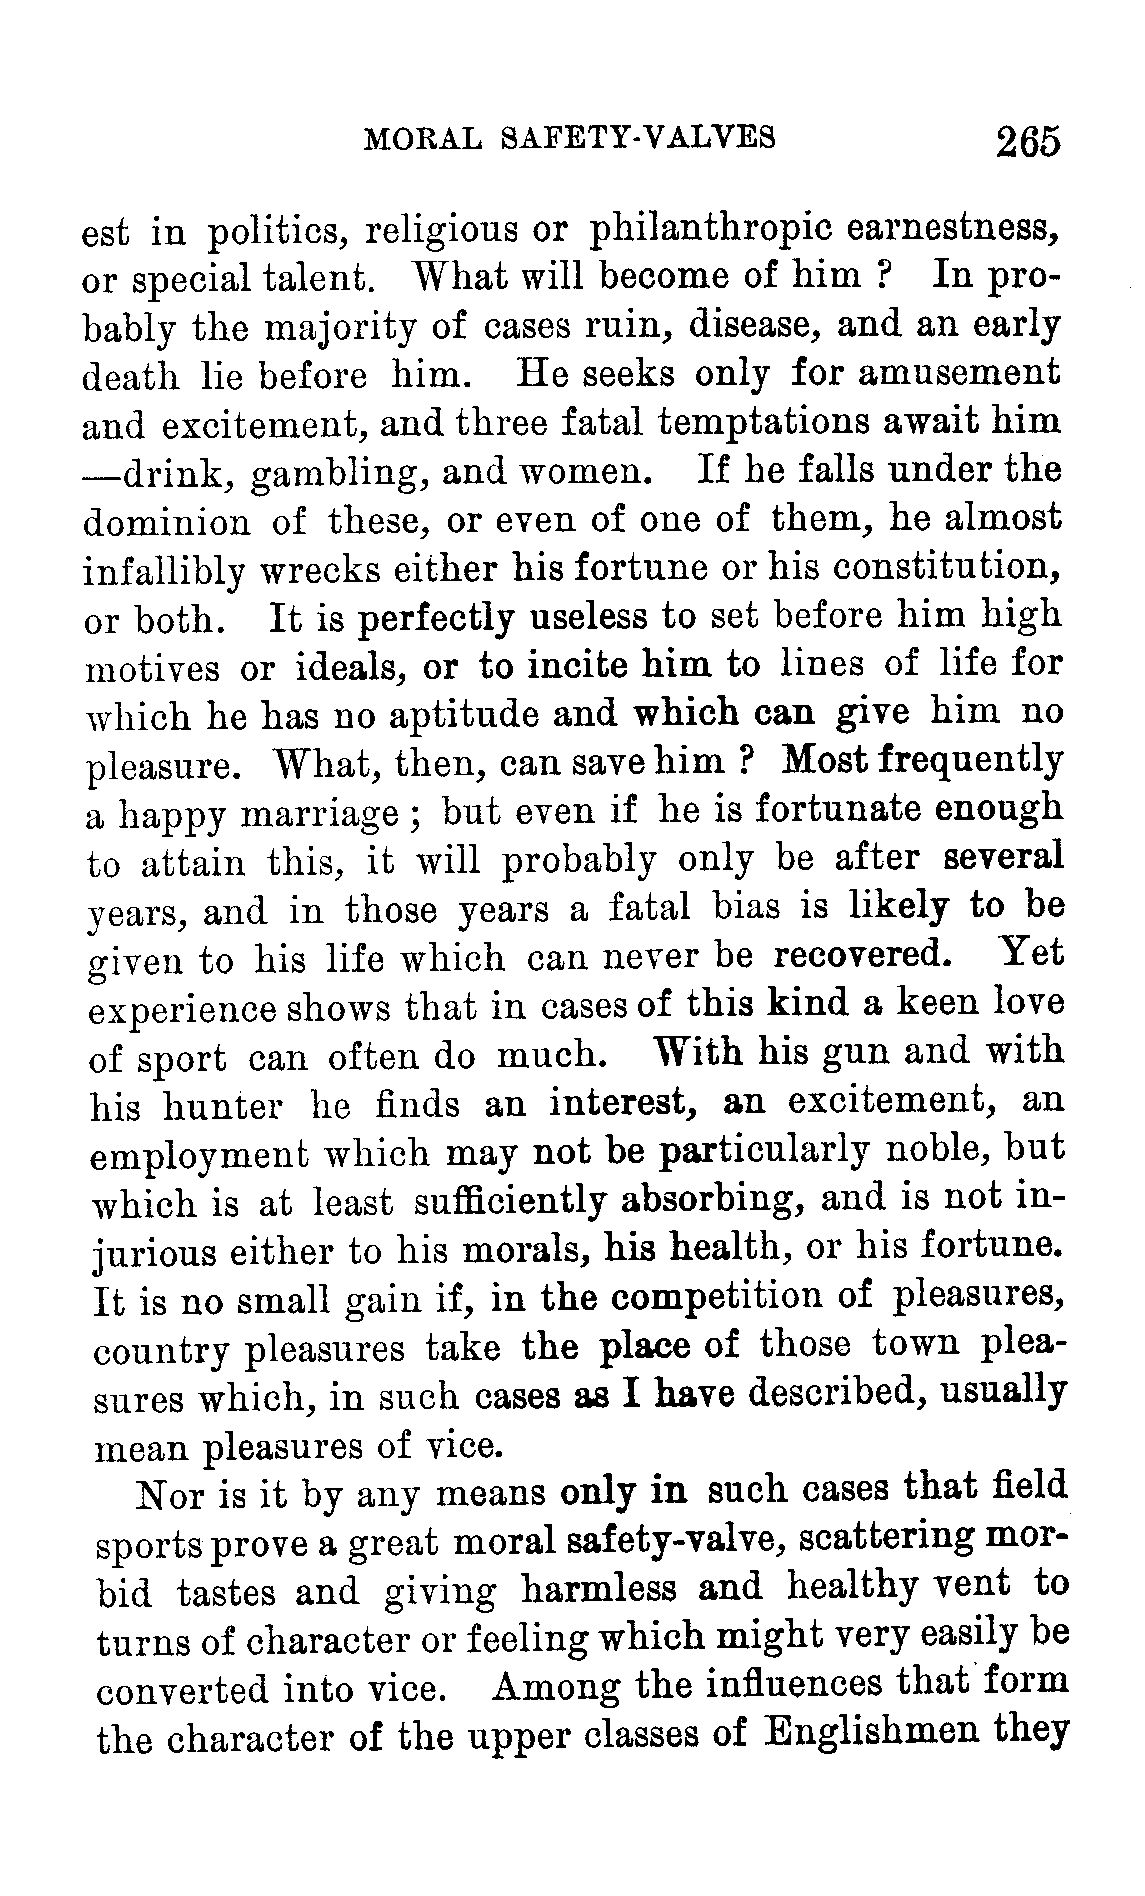 MORAL SAFETY-VALVES 265
est in politics, religious or philanthropic earnestness,
or special talent. What will become of him ? In pro-
bably the majority of cases ruin, disease, and an early
death lie before him. He seeks only for amusement
and excitement, and three fatal temptations await him
—drink, gambling, and women. If he falls under the
dominion of these, or even of one of them, he almost
infallibly wrecks either his fortune or his constitution,
or both. It is perfectly useless to set before him high
motives or ideals, or to incite him to lines of life for
which he has no aptitude and which can give him no
pleasure. What, then, can save him ? Most frequently
a happy marriage ; but even if he is fortunate enough
to attain this, it will probably only be after several
years, and in those years a fatal bias is likely to be
given to his life which can never be recovered. Yet
experience shows that in cases of this kind a keen love
of sport can often do much. With his gun and with
his hunter he finds an interest, an excitement, an
employment which may not be particularly noble, but
which is at least sufficiently absorbing, and is not in-
jurious either to his morals, his health, or his fortune.
It is no small gain if, in the competition of pleasures,
country pleasures take the place of those town plea-
sures which, in such cases as I have described, usually
mean pleasures of vice.
Nor is it by any means only in such cases that field
sports prove a great moral safety-valve, scattering mor-
bid tastes and giving harmless and healthy vent to
turns of character or feeling which might very easily be
converted into vice. Among the influences that form
the character of the upper classes of Englishmen they